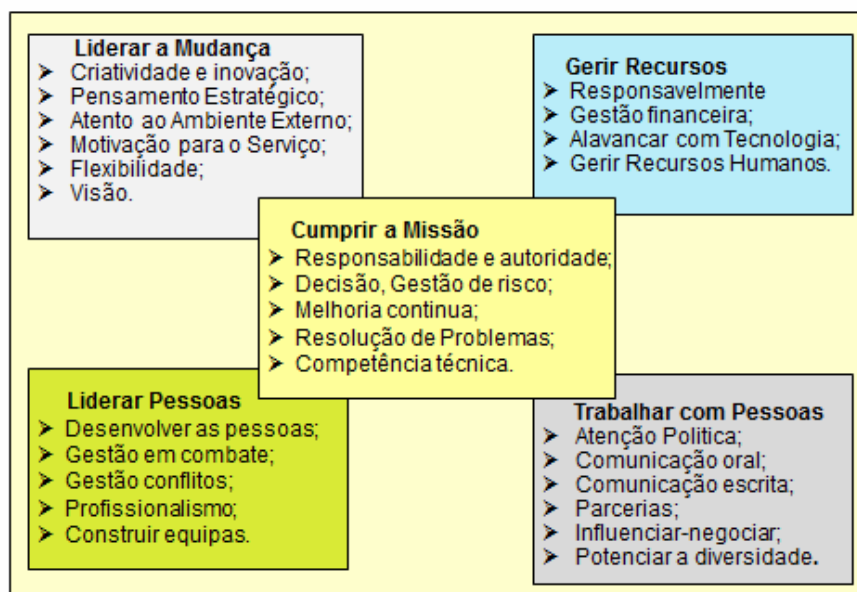 Liderar a Mudança
➢ Criatividade e inovação;
➢ Pensamento Estratégico;
➢ Atento ao Ambiente Externo;
➢ Motivação para o Serviço;
➢ Flexibilidade;
➢ Visão.
Gerir Recursos
➢ Responsavelmente
➢ Gestão financeira;
➢ Alavancar com Tecnologia;
➢ Gerir Recursos Humanos.
Cumprir a Missão
➢ Responsabilidade e autoridade;
➢ Decisão, Gestão de risco;
➢ Melhoria continua;
➢ Resolução de Problemas;
➢ Competência técnica.
Liderar Pessoas
➢ Desenvolver as pessoas;
➢ Gestão em combate;
➢ Gestão conflitos;
➢ Profissionalismo;
➢ Construir equipas.
Trabalhar com Pessoas
➢ Atenção Politica;
➢ Comunicação oral;
➢ Comunicação escrita;
➢ Parcerias;
➢ Influenciar-negociar;
➢ Potenciar a diversidade.